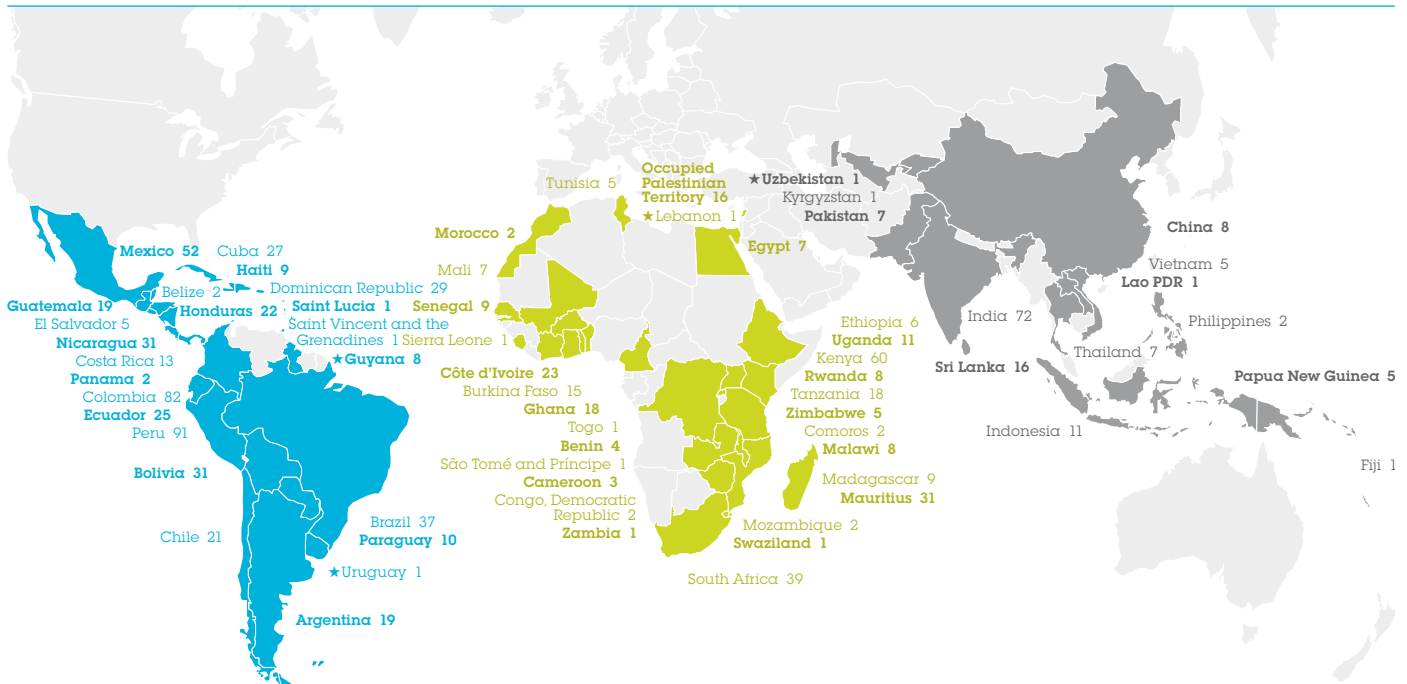 Mexico 52
Cuba 27
Haiti 9
Dominican Republic 29
Belize 2
Guatemala 19
Honduras 22
Saint Lucia 1
El Salvador 5
Saint Vincent and the
Grenadines 1
Nicaragua 31
Costa Rica 13
★Guyana 8
Panama 2
Colombia 82
Ecuador 25
Peru 91
Bolivia 31
Chile 21
Brazil 37
Paraguay 10
★Uruguay 1
Argentina 19
Tunisia 5
Occupied
Palestinian
Territory 16
★Lebanon 1
Morocco 2
Egypt 7
Mali 7
Senegal 9
Sierra Leone 1
Côte d'Ivoire 23
Burkina Faso 15
Ghana 18
Togo 1
Benin 4
São Tomé and Príncipe 1
Cameroon 3
Congo, Democratic
Republic 2
Zambia 1
Ethiopia 6
Uganda 11
Kenya 60
Rwanda 8
Tanzania 18
Zimbabwe 5
Comoros 2
Malawi 8
Madagascar 9
Mauritius 31
Mozambique 2
Swaziland 1
South Africa 39
★Uzbekistan 1
Kyrgyzstan 1
Pakistan 7
China 8
Vietnam 5
Lao PDR 1
India 72
Philippines 2
Thailand 7
Sri Lanka 16
Papua New Guinea 5
Indonesia 11
Fiji 1